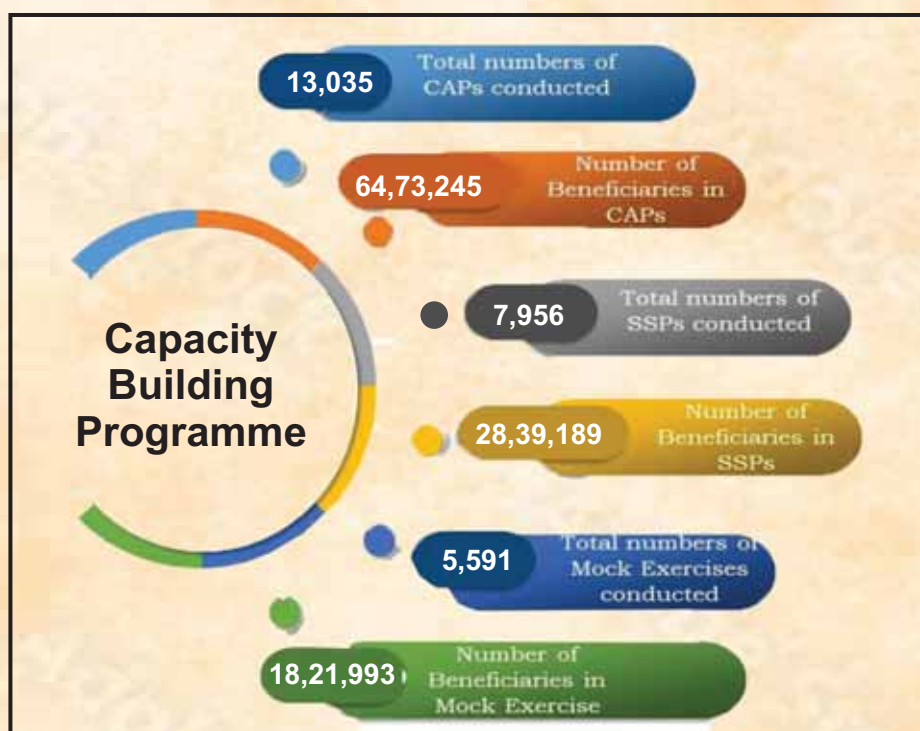 13,035
Total numbers of
CAPs conducted
64,73,245
Number of
Beneficiaries in
CAPs
7,956
Total numbers of
SSPs conducted
Capacity
Building
Programme
28,39,189
Number of
Beneficiaries in
SSPs
5,591
Total numbers of
Mock Exercises
conducted
18,21,993
Number of
Beneficiaries in
Mock Exercise